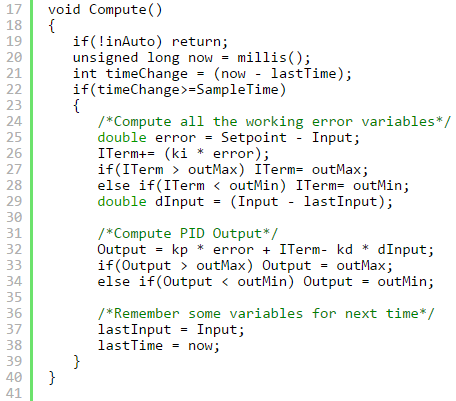 17 void Compute()
18 {
19    if(!inAuto) return;
20    unsigned long now = millis();
21    int timeChange = (now - lastTime);
22    if(timeChange>=SampleTime)
23    {
24       /*Compute all the working error variables*/
25       double error = Setpoint - Input;
26       ITerm+= (ki * error);
27       if(ITerm > outMax) ITerm= outMax;
28       else if(ITerm < outMin) ITerm= outMin;
29       double dInput = (Input - lastInput);
30
31       /*Compute PID Output*/
32       Output = kp * error + ITerm- kd * dInput;
33       if(Output > outMax) Output = outMax;
34       else if(Output < outMin) Output = outMin;
35
36       /*Remember some variables for next time*/
37       lastInput = Input;
38       lastTime = now;
39    }
40 }
41